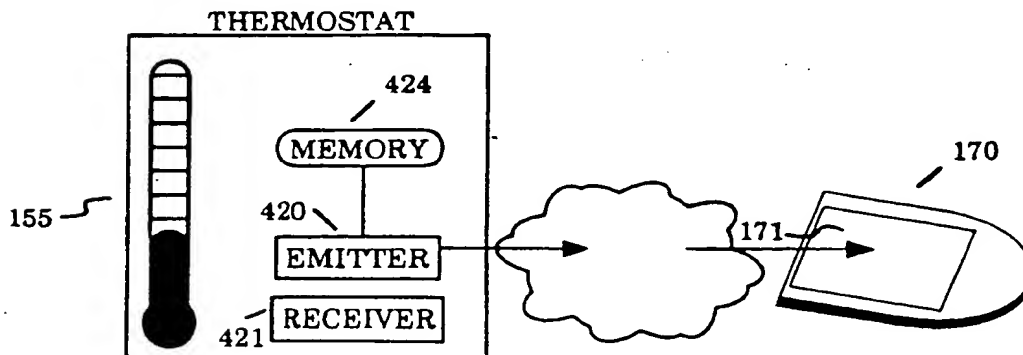 THERMOSTAT
424
MEMORY
170
155
420
171
EMITTER
421
RECEIVER